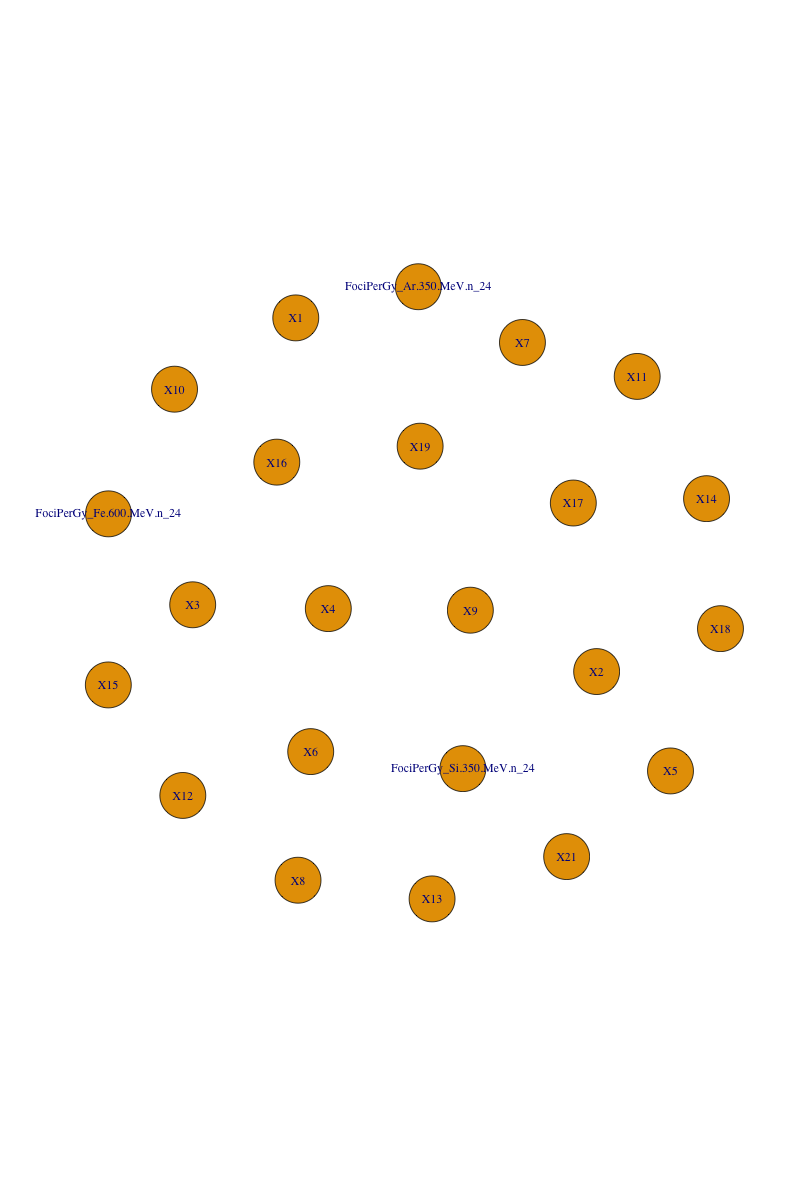 FociPerGy_Ar.350.MeV.n_24
X1
X7
X11
X10
X19
X16
X14
X17
FociPerGy_Fe.600.MeV.n_24
X3
X4
X9
X18
X2
X15
X6
FociPerGy_Si.350.MeV.n_24
X5
X12
X21
X8
X13